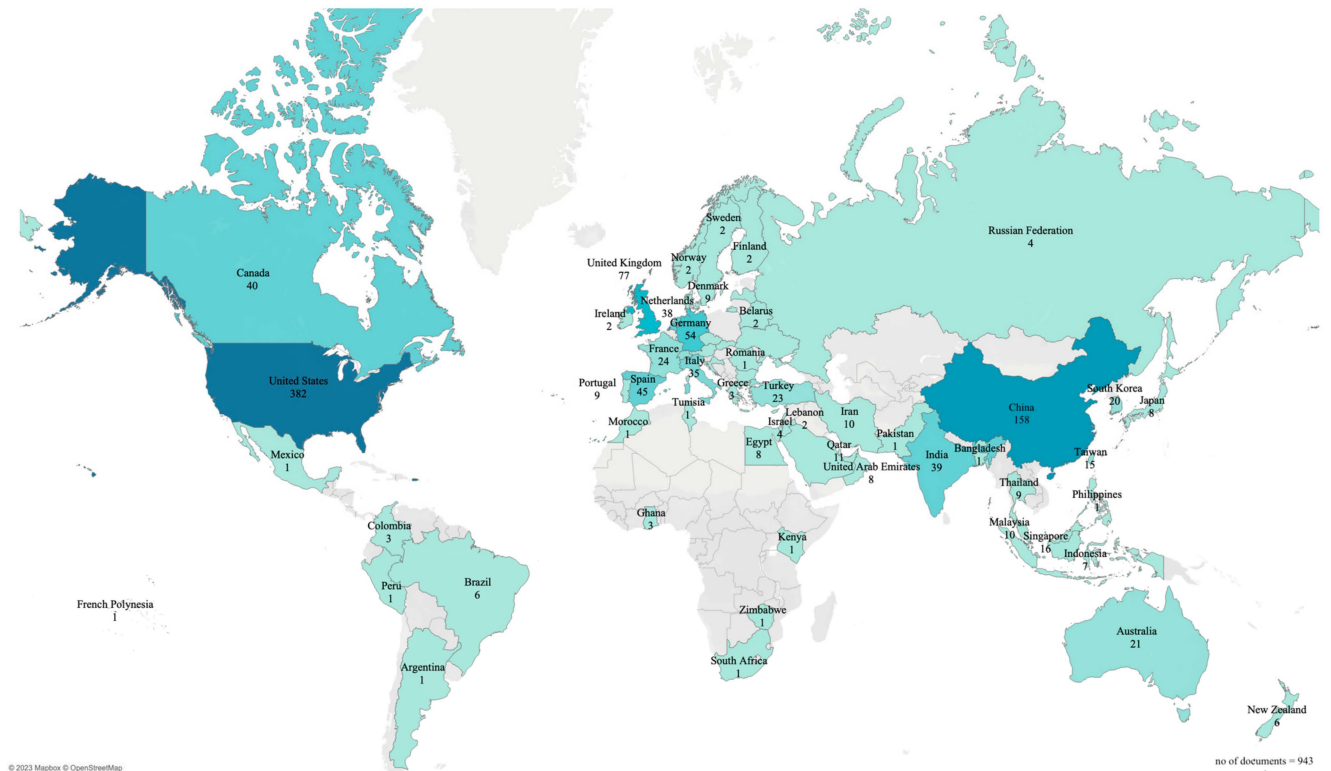 Canada
40
United States
382
Mexico
1
Colombia
3
Peru
1
Brazil
6
French Polynesia
1
Argentina
1
Sweden
2
Norway
2
Finland
2
United Kingdom
77
Denmark
9
Netherlands
38
Ireland
2
Germany
54
Belarus
2
France
24
Italy
35
Romania
1
Portugal
9
Spain
45
Greece
3
Turkey
23
Tunisia
1
Morocco
1
Lebanon
2
Israel
4
Egypt
8
Iran
10
Qatar
11
United Arab Emirates
8
Pakistan
1
India
39
Bangladesh
1
Russian Federation
4
China
158
South Korea
20
Japan
8
Taiwan
15
Thailand
9
Philippines
1
Malaysia
10
Singapore
16
Indonesia
7
Ghana
3
Kenya
1
Zimbabwe
1
South Africa
1
Australia
21
New Zealand
6
© 2023 Mapbox © OpenStreetMap
no of documents = 943